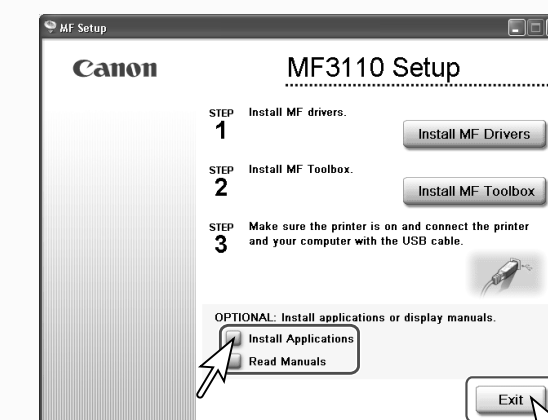 MF Setup
Canon
MF3110 Setup
STEP 1
Install MF drivers.
Install MF Drivers
STEP 2
Install MF Toolbox.
Install MF Toolbox
STEP 3
Make sure the printer is on and connect the printer
and your computer with the USB cable.
OPTIONAL: Install applications or display manuals.
Install Applications
Read Manuals
Exit